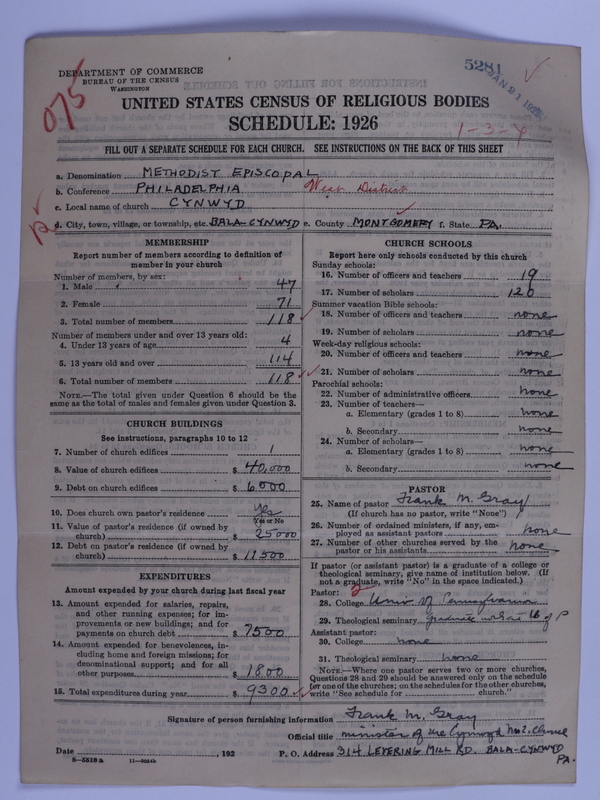 DEPARTMENT OF COMMERCE
BUREAU OF THE CENSUS
WASHINGTON
5281
JAN 21 192
075
UNITED STATES CENSUS OF RELIGIOUS BODIES
SCHEDULE: 1926
1-3-4
FILL OUT A SEPARATE SCHEDULE FOR EACH CHURCH. SEE INSTRUCTIONS ON THE BACK OF THIS SHEET
a. Denomination METHODIST EPISCOPAL
b. Conference PHILADELPHIA West District
c. Local name of church CYNWYD
d. City, town, village, or township, etc. BALA-CYNWYD e. County MONTGOMERY f. State PA.
MEMBERSHIP
Report number of members according to definition of
member in your church
Number of members, by sex:
1. Male 47
2. Female 71
3. Total number of members 118
Number of members under and over 13 years old:
4. Under 13 years of age 4
5. 13 years old and over 114
6. Total number of members 118
NOTE.—The total given under Question 6 should be
the same as the total of males and females given under Question 3.
CHURCH BUILDINGS
See instructions, paragraphs 10 to 12
7. Number of church edifices 1
8. Value of church edifices $ 40,000
9. Debt on church edifices $ 6000
10. Does church own pastor's residence Yes
Yes or No
11. Value of pastor's residence (if owned by
church) $ 25000
12. Debt on pastor's residence (if owned by
church) $ 11500
EXPENDITURES
Amount expended by your church during last fiscal year
13. Amount expended for salaries, repairs,
and other running expenses; for im-
provements or new buildings; and for
payments on church debt $ 7500
14. Amount expended for benevolences, in-
cluding home and foreign missions; for
denominational support; and for all
other purposes $ 1800
15. Total expenditures during year $ 9300
CHURCH SCHOOLS
Report here only schools conducted by this church
Sunday schools:
16. Number of officers and teachers 19
17. Number of scholars 120
Summer vacation Bible schools:
18. Number of officers and teachers none
19. Number of scholars none
Week-day religious schools:
20. Number of officers and teachers none
21. Number of scholars none
Parochial schools:
22. Number of administrative officers none
23. Number of teachers—
a. Elementary (grades 1 to 8) none
b. Secondary none
24. Number of scholars—
a. Elementary (grades 1 to 8) none
b. Secondary none
PASTOR
25. Name of pastor Frank M. Gray
(If church has no pastor, write "None")
26. Number of ordained ministers, if any, em-
ployed as assistant pastors none
27. Number of other churches served by the
pastor or his assistants none
If pastor (or assistant pastor) is a graduate of a college or
theological seminary, give name of institution below. (If
not a graduate, write "No" in the space indicated.)
Pastor:
28. College Univ of Pennsylvania
29. Theological seminary graduate of P
Assistant pastor:
30. College none
31. Theological seminary none
NOTE.—Where one pastor serves two or more churches,
Questions 28 and 29 should be answered only on the schedule
for one of the churches; on the schedules for the other churches,
write "See schedule for church."
Signature of person furnishing information Frank M. Gray
Official title minister of the Cynwyd
Date , 192 P. O. Address 314 LEVERING MILL RD. BALA-CYNWYD
PA.
8—5518a 11—9024b